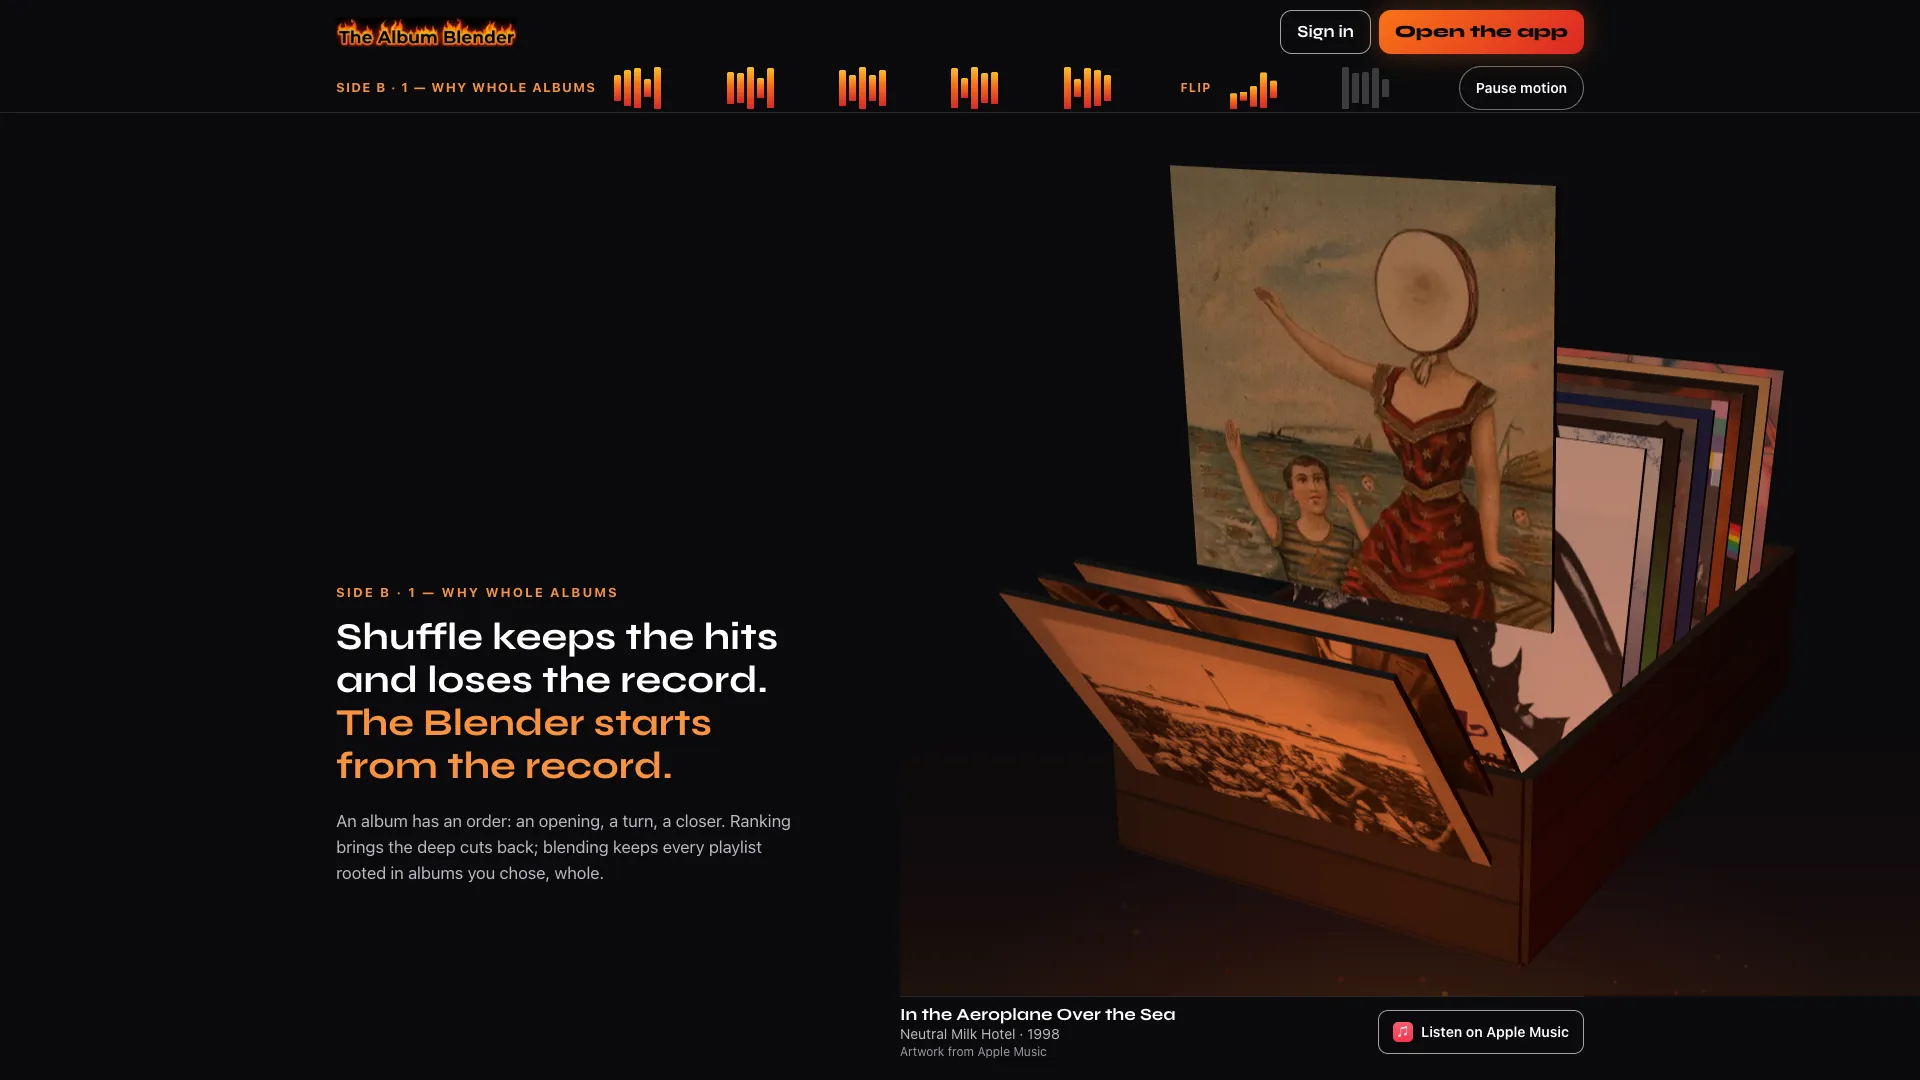 The Album Blender
Sign in
Open the app
SIDE B · 1 — WHY WHOLE ALBUMS
FLIP
Pause motion
SIDE B · 1 — WHY WHOLE ALBUMS
Shuffle keeps the hits
and loses the record.
The Blender starts
from the record.
An album has an order: an opening, a turn, a closer. Ranking
brings the deep cuts back; blending keeps every playlist
rooted in albums you chose, whole.
In the Aeroplane Over the Sea
Neutral Milk Hotel · 1998
Artwork from Apple Music
Listen on Apple Music